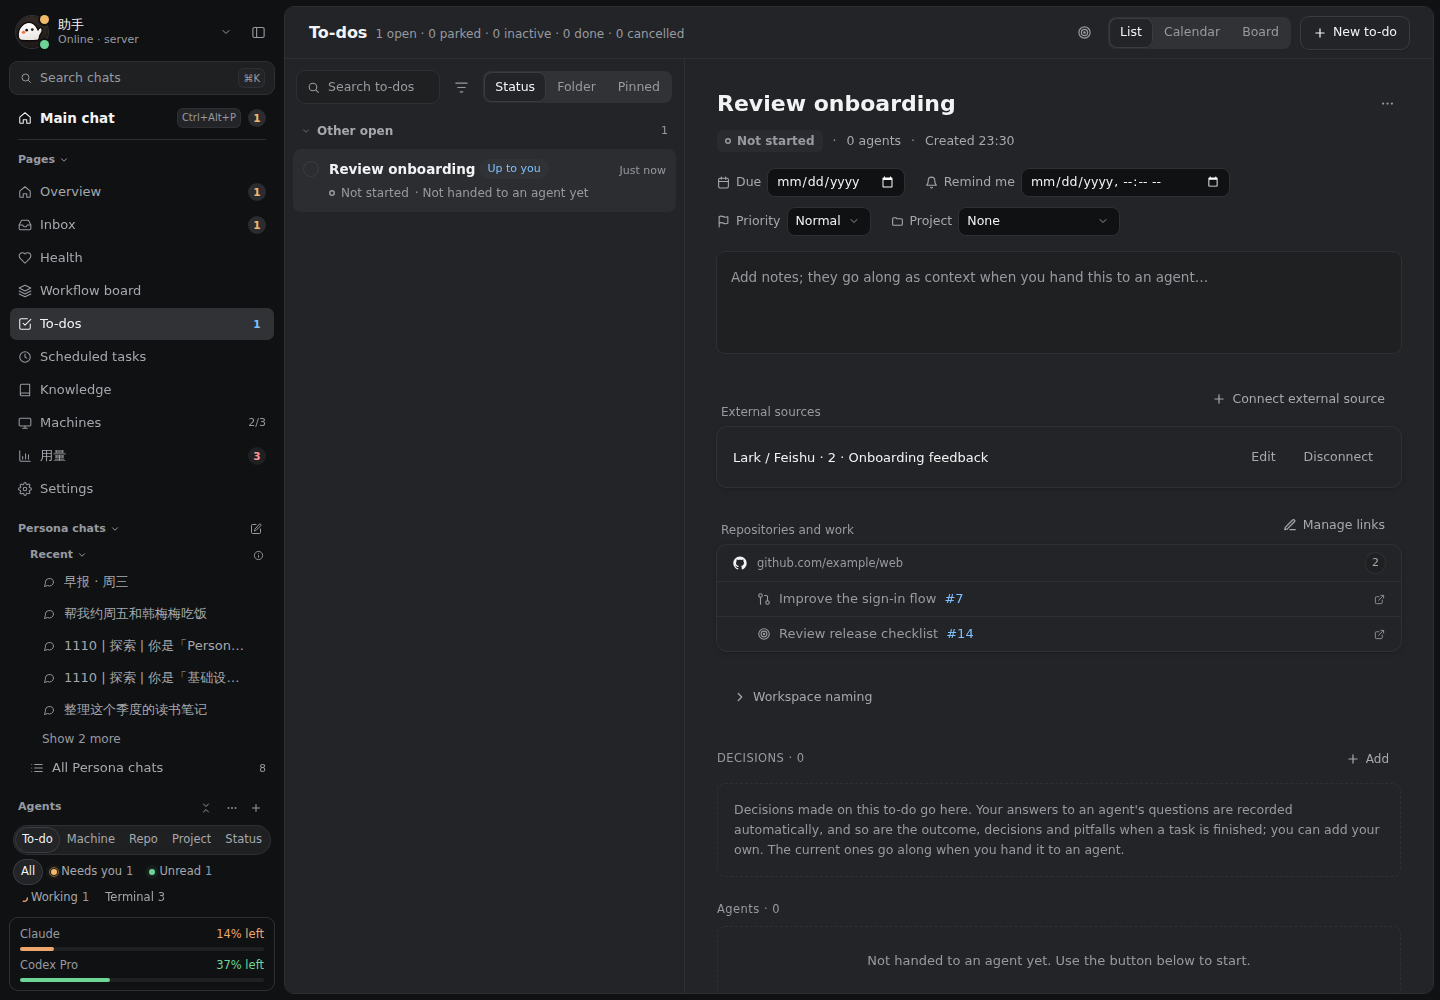 助手
Online · server
Search chats
⌘K
Main chat
Ctrl+Alt+P
1
Pages
Overview
1
Inbox
1
Health
Workflow board
To-dos
1
Scheduled tasks
Knowledge
Machines
2/3
用量
3
Settings
Persona chats
Recent
早报 · 周三
帮我约周五和韩梅梅吃饭
1110 | 探索 | 你是「Person…
1110 | 探索 | 你是「基础设…
整理这个季度的读书笔记
Show 2 more
All Persona chats
8
Agents
To-do Machine Repo Project Status
All Needs you 1 Unread 1
Working 1 Terminal 3
Claude 14% left
Codex Pro 37% left
To-dos 1 open · 0 parked · 0 inactive · 0 done · 0 cancelled
List Calendar Board
New to-do
Search to-dos
Status Folder Pinned
Other open 1
Review onboarding Up to you Just now
Not started · Not handed to an agent yet
Review onboarding
Not started · 0 agents · Created 23:30
Due mm/dd/yyyy Remind me mm/dd/yyyy, --:-- --
Priority Normal Project None
Add notes; they go along as context when you hand this to an agent…
Connect external source
External sources
Lark / Feishu · 2 · Onboarding feedback
Edit Disconnect
Manage links
Repositories and work
github.com/example/web 2
Improve the sign-in flow #7
Review release checklist #14
Workspace naming
DECISIONS · 0
Add
Decisions made on this to-do go here. Your answers to an agent's questions are recorded
automatically, and so are the outcome, decisions and pitfalls when a task is finished; you can add your
own. The current ones go along when you hand it to an agent.
Agents · 0
Not handed to an agent yet. Use the button below to start.